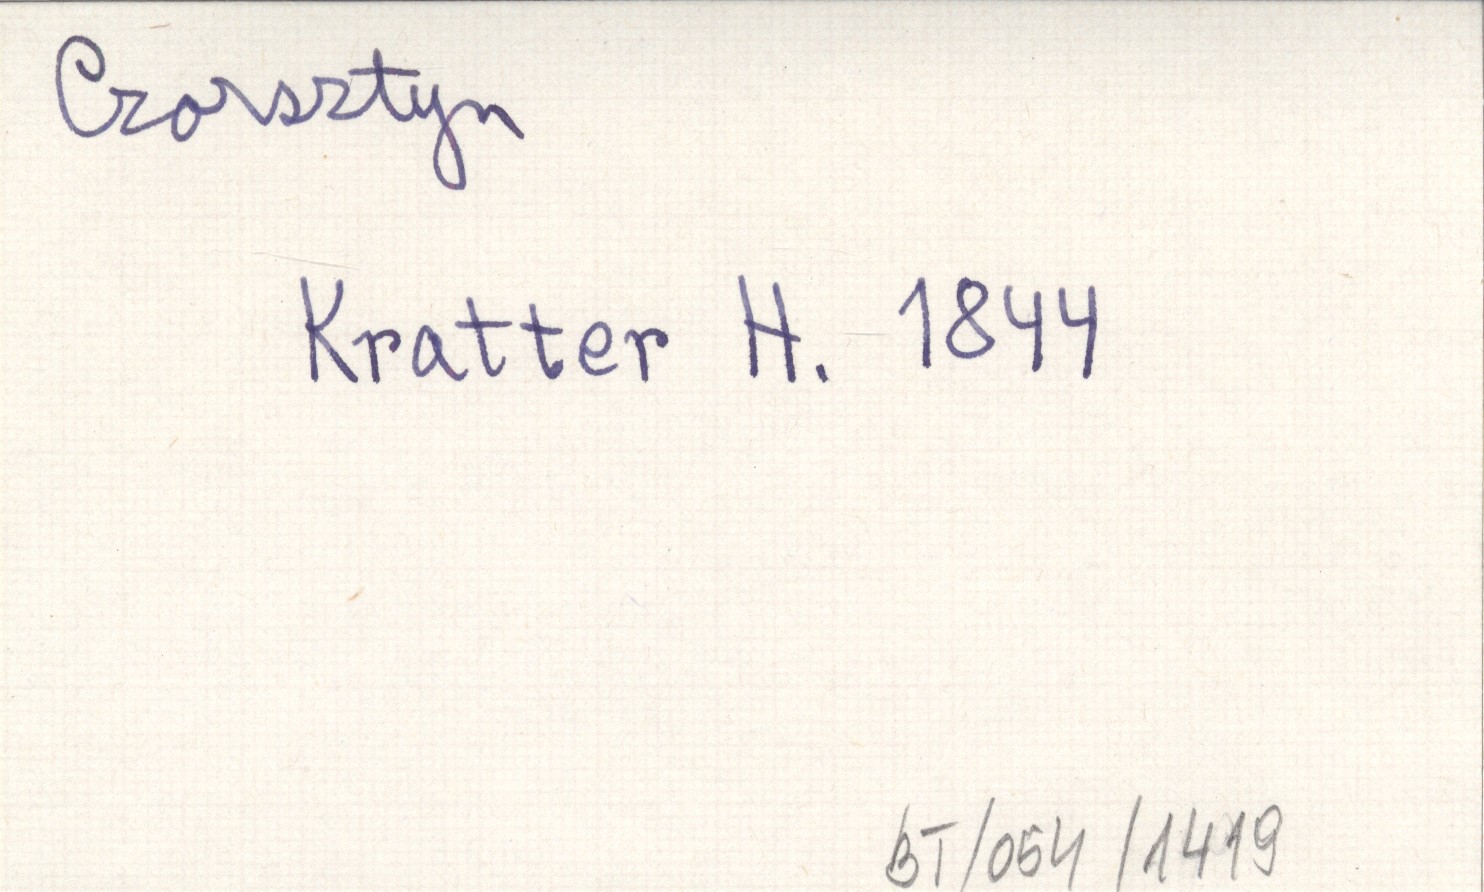 Czorsztyn
Kratter H. 1844
BT/054/1419